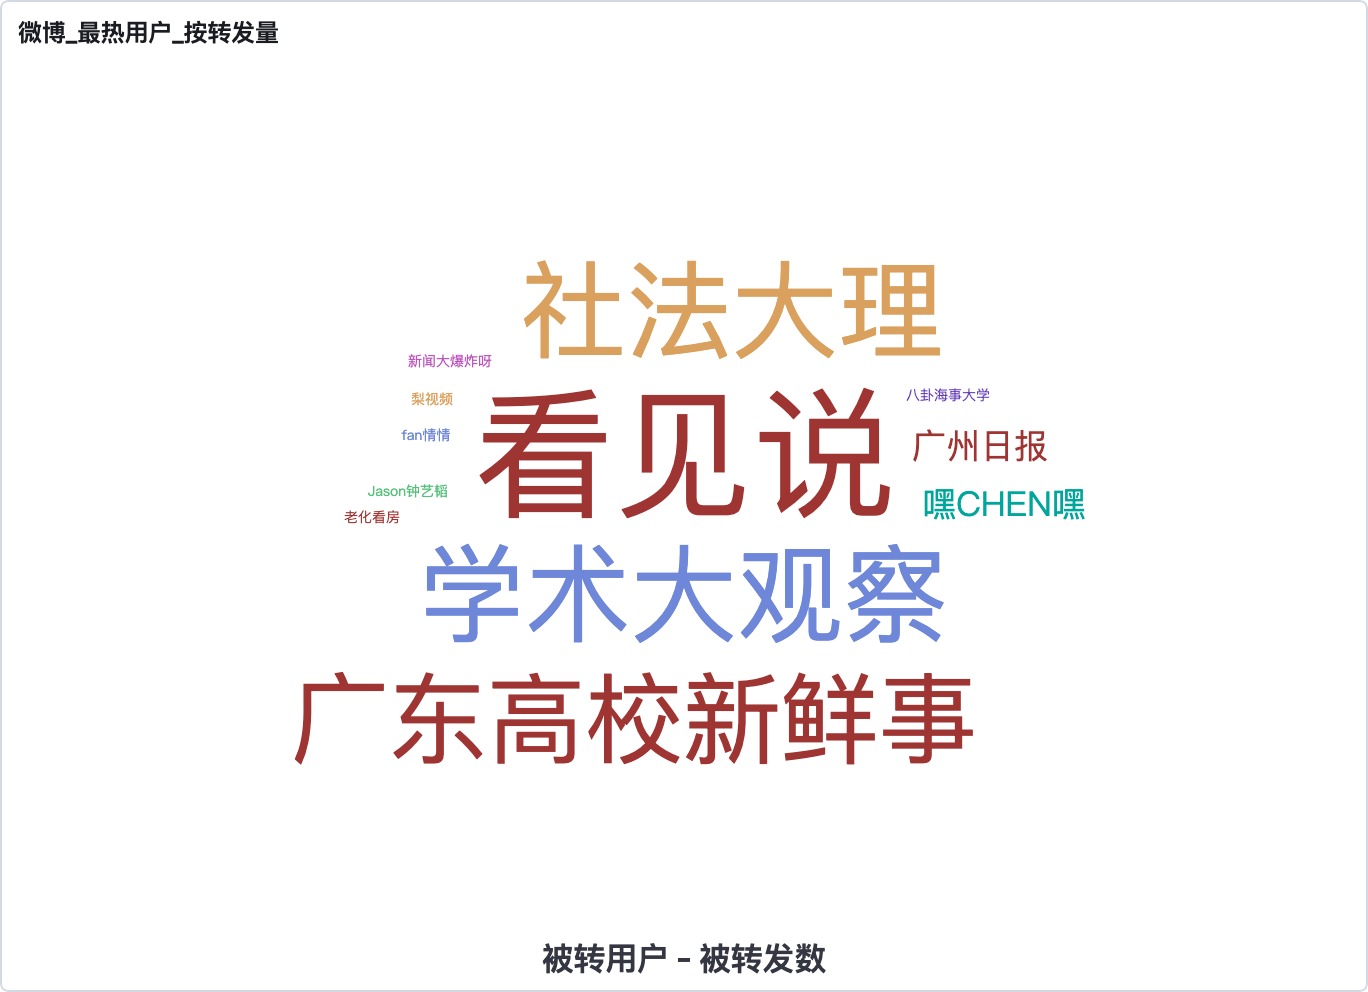 微博_最热用户_按转发量
社法大理
新闻大爆炸呀
看见说
八卦海事大学
梨视频
fan情情
广州日报
Jason钟艺韬
嘿CHEN嘿
老化看房
学术大观察
广东高校新鲜事
被转用户 - 被转发数